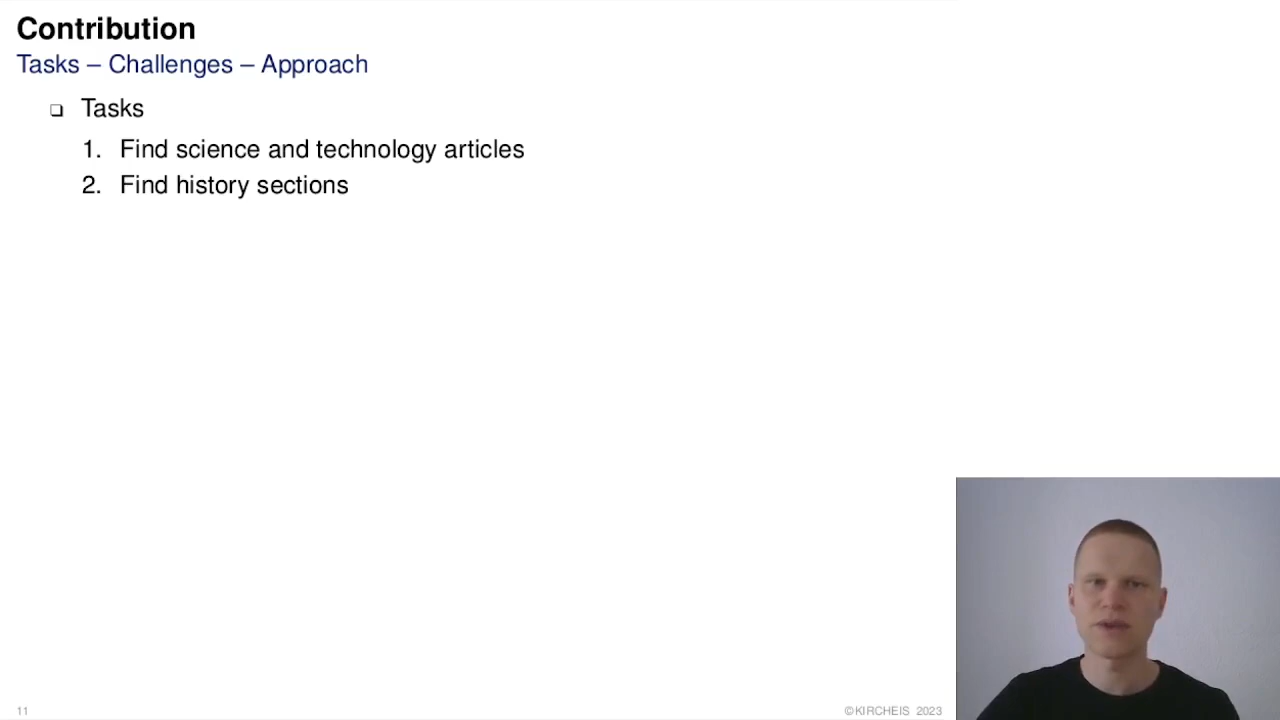 Contribution
Tasks – Challenges – Approach
❑ Tasks
1. Find science and technology articles
2. Find history sections
11
©KIRCHEIS 2023